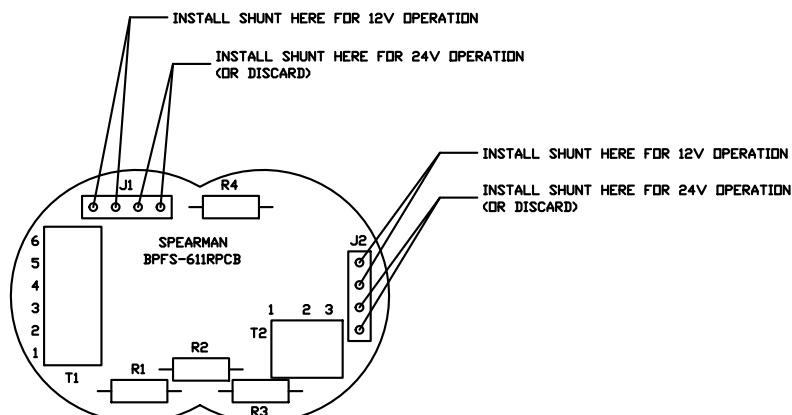 INSTALL SHUNT HERE FOR 12V OPERATION
INSTALL SHUNT HERE FOR 24V OPERATION
(OR DISCARD)
INSTALL SHUNT HERE FOR 12V OPERATION
INSTALL SHUNT HERE FOR 24V OPERATION
(OR DISCARD)
J1
R4
SPEARMAN
BPFS-611RPCB
J2
6
5
4
3
2
1
T1
1 2 3
T2
R2
R1
R3